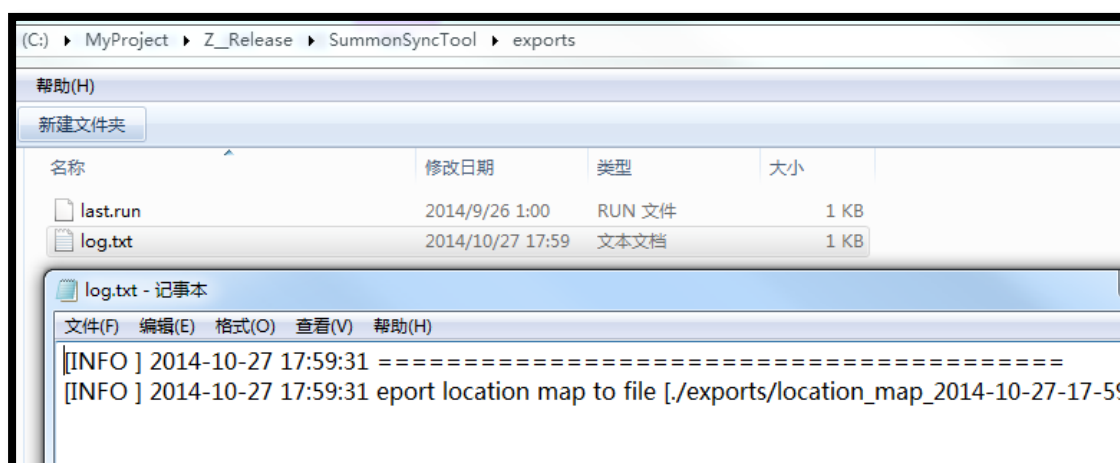 (C:) ▸ MyProject ▸ Z_Release ▸ SummonSyncTool ▸ exports
帮助(H)
新建文件夹
名称 修改日期 类型 大小
last.run 2014/9/26 1:00 RUN 文件 1 KB
log.txt 2014/10/27 17:59 文本文档 1 KB
log.txt - 记事本
文件(F) 编辑(E) 格式(O) 查看(V) 帮助(H)
[INFO ] 2014-10-27 17:59:31 ========================================
[INFO ] 2014-10-27 17:59:31 eport location map to file [./exports/location_map_2014-10-27-17-59